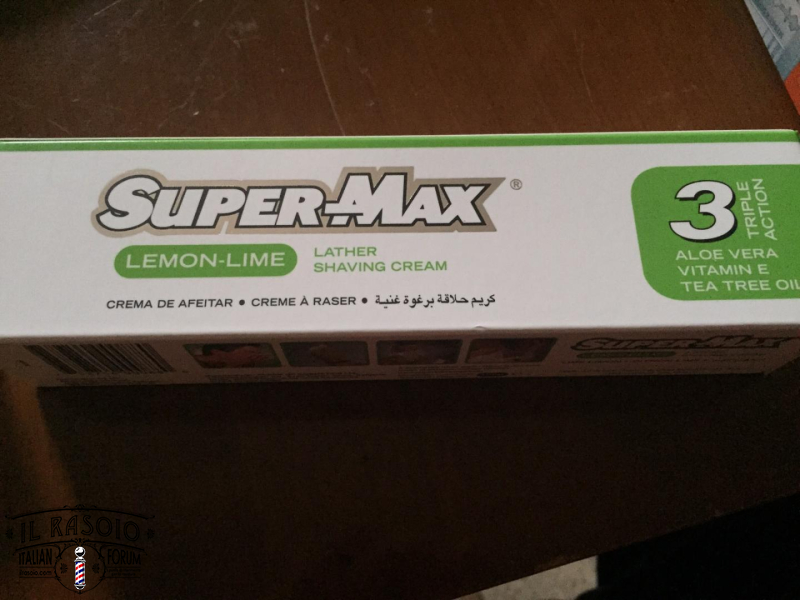 SUPER-MAX®
LEMON-LIME
LATHER
SHAVING CREAM
CREMA DE AFEITAR • CREME À RASER • كريم حلاقة برغوة غنية
3
TRIPLE
ACTION
ALOE VERA
VITAMIN E
TEA TREE OIL
SUPER-MAX
IL RASOIO
ITALIAN
FORUM